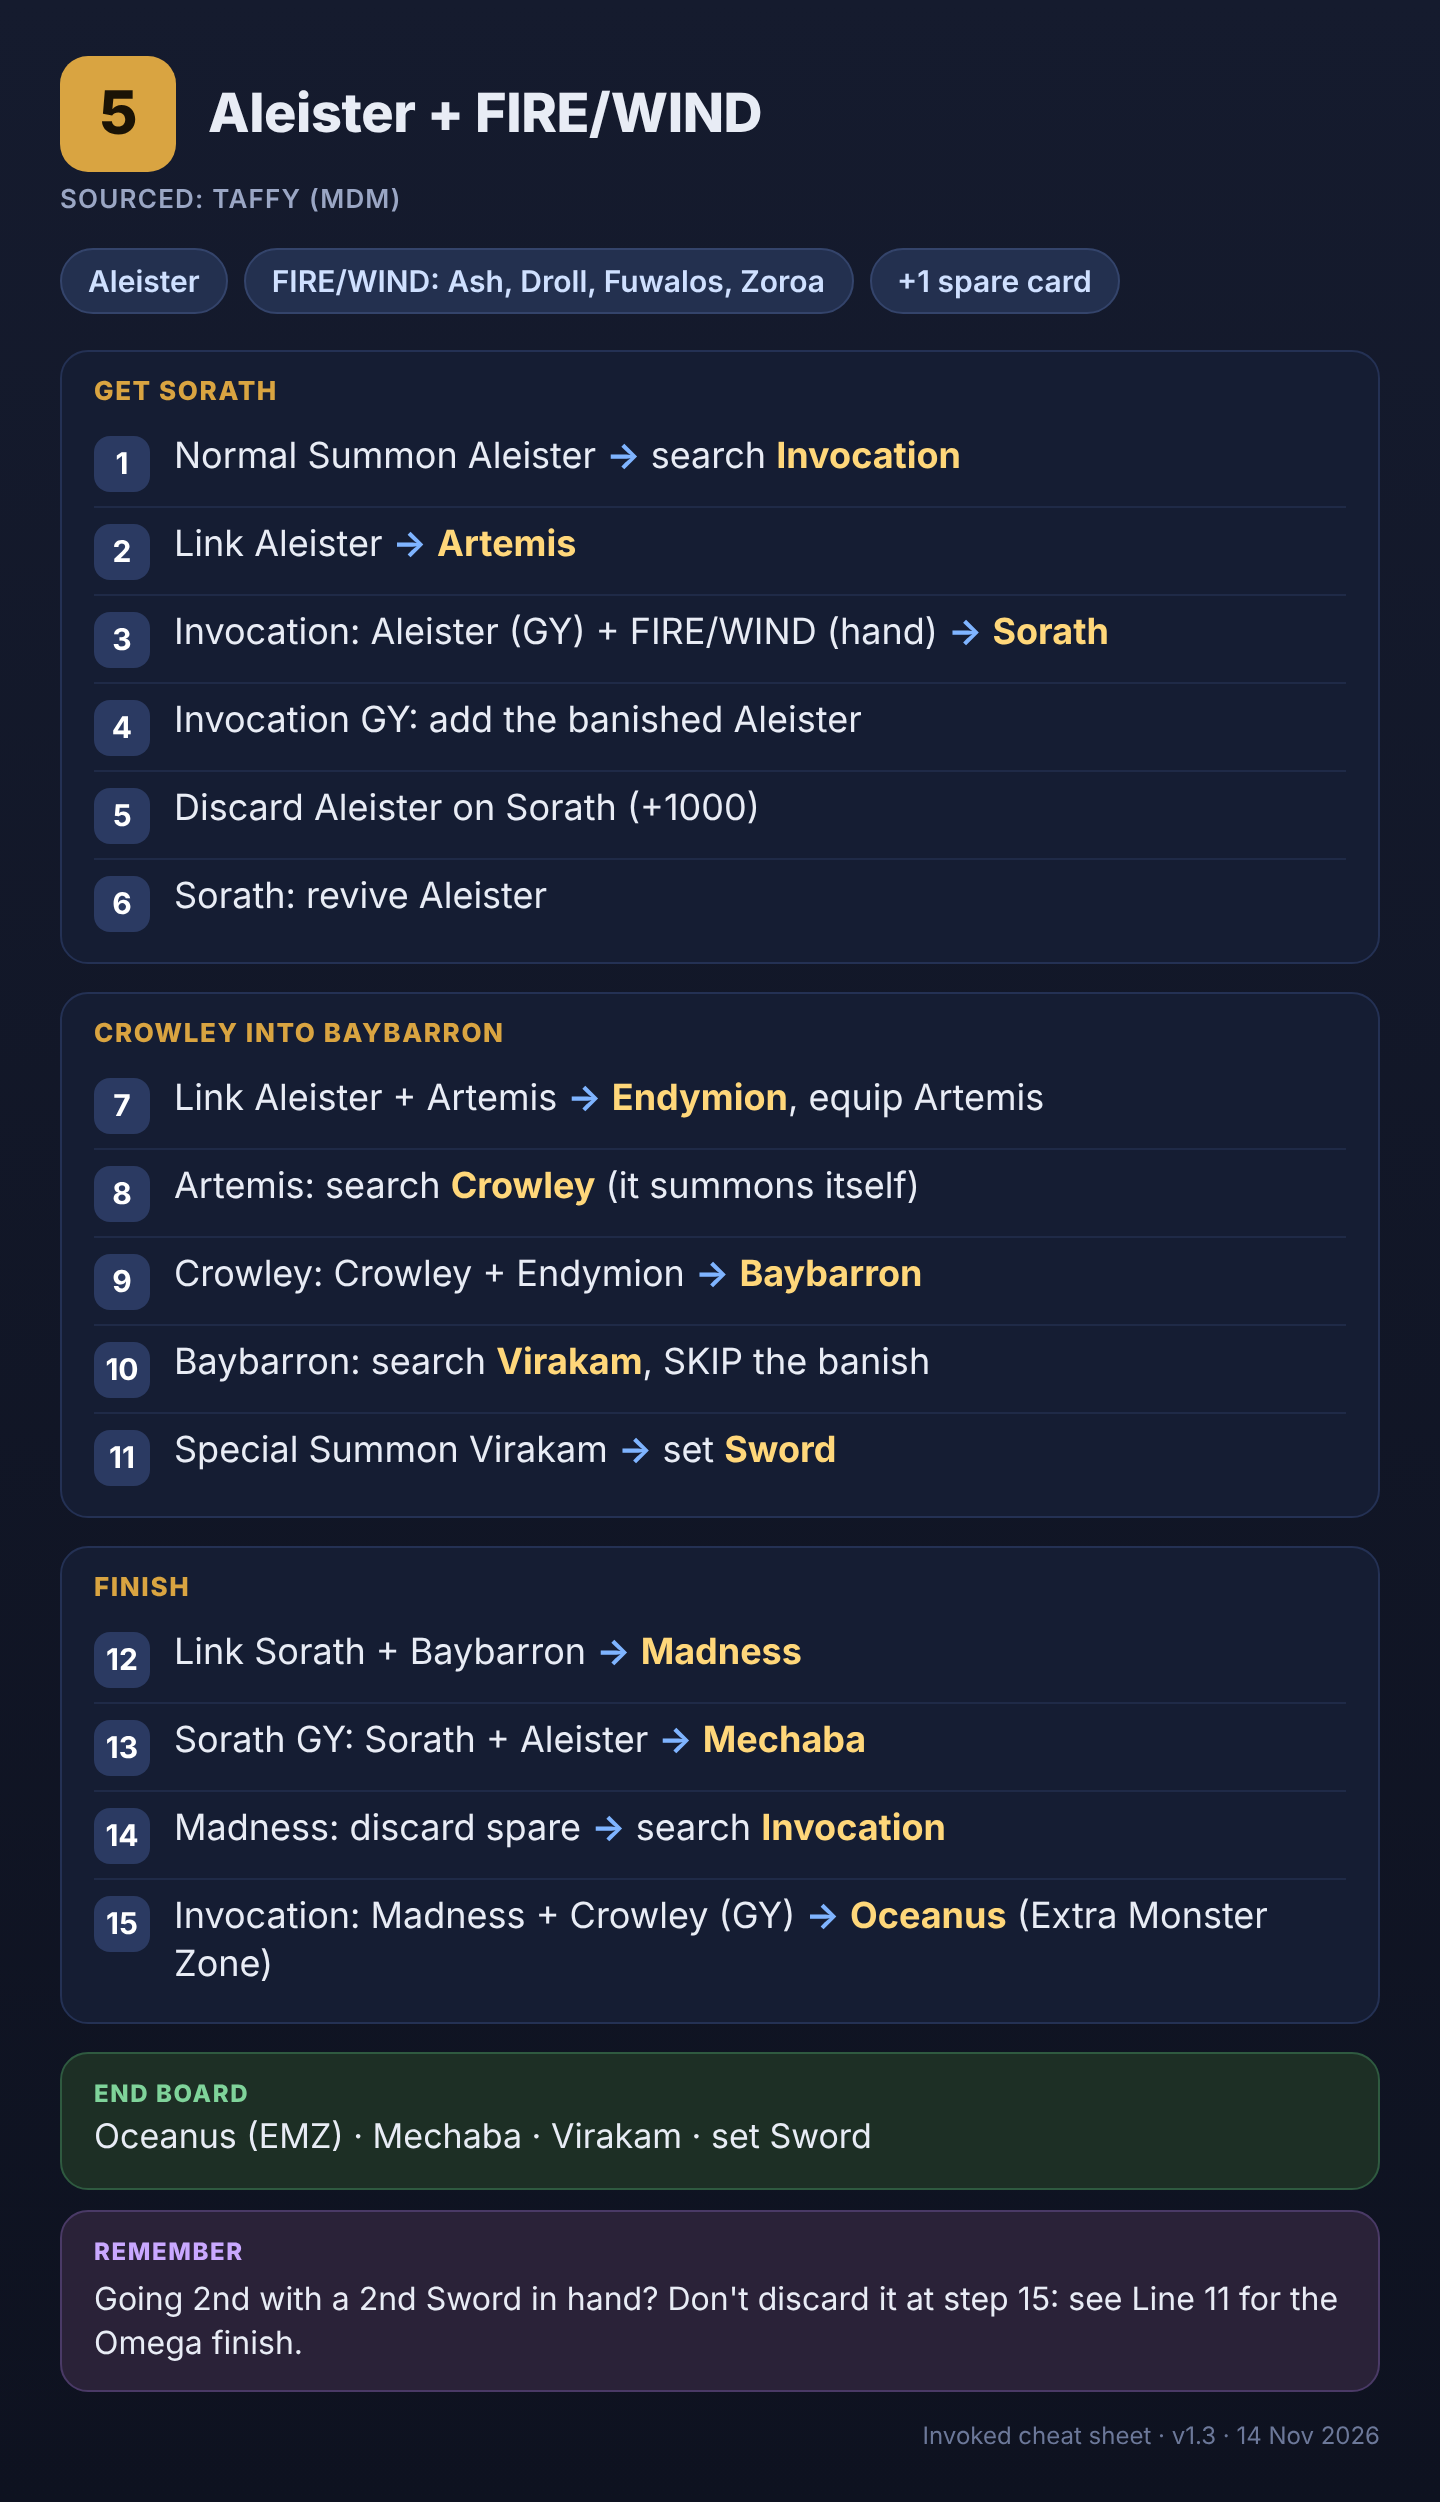 5
Aleister + FIRE/WIND
SOURCED: TAFFY (MDM)
Aleister
FIRE/WIND: Ash, Droll, Fuwalos, Zoroa
+1 spare card
GET SORATH
1 Normal Summon Aleister → search Invocation
2 Link Aleister → Artemis
3 Invocation: Aleister (GY) + FIRE/WIND (hand) → Sorath
4 Invocation GY: add the banished Aleister
5 Discard Aleister on Sorath (+1000)
6 Sorath: revive Aleister
CROWLEY INTO BAYBARRON
7 Link Aleister + Artemis → Endymion, equip Artemis
8 Artemis: search Crowley (it summons itself)
9 Crowley: Crowley + Endymion → Baybarron
10 Baybarron: search Virakam, SKIP the banish
11 Special Summon Virakam → set Sword
FINISH
12 Link Sorath + Baybarron → Madness
13 Sorath GY: Sorath + Aleister → Mechaba
14 Madness: discard spare → search Invocation
15 Invocation: Madness + Crowley (GY) → Oceanus (Extra Monster
Zone)
END BOARD
Oceanus (EMZ) · Mechaba · Virakam · set Sword
REMEMBER
Going 2nd with a 2nd Sword in hand? Don't discard it at step 15: see Line 11 for the
Omega finish.
Invoked cheat sheet · v1.3 · 14 Nov 2026